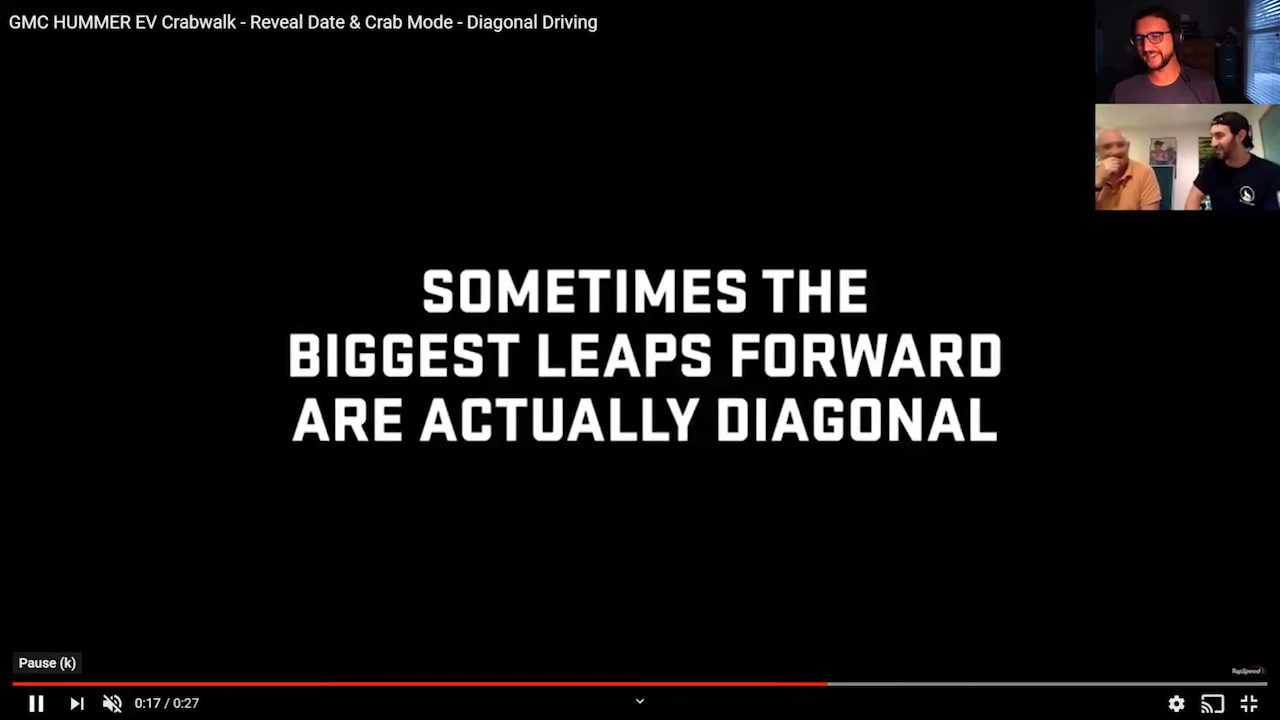 GMC HUMMER EV Crabwalk - Reveal Date & Crab Mode - Diagonal Driving
SOMETIMES THE
BIGGEST LEAPS FORWARD
ARE ACTUALLY DIAGONAL
Pause (k)
TopSpeed
0:17 / 0:27